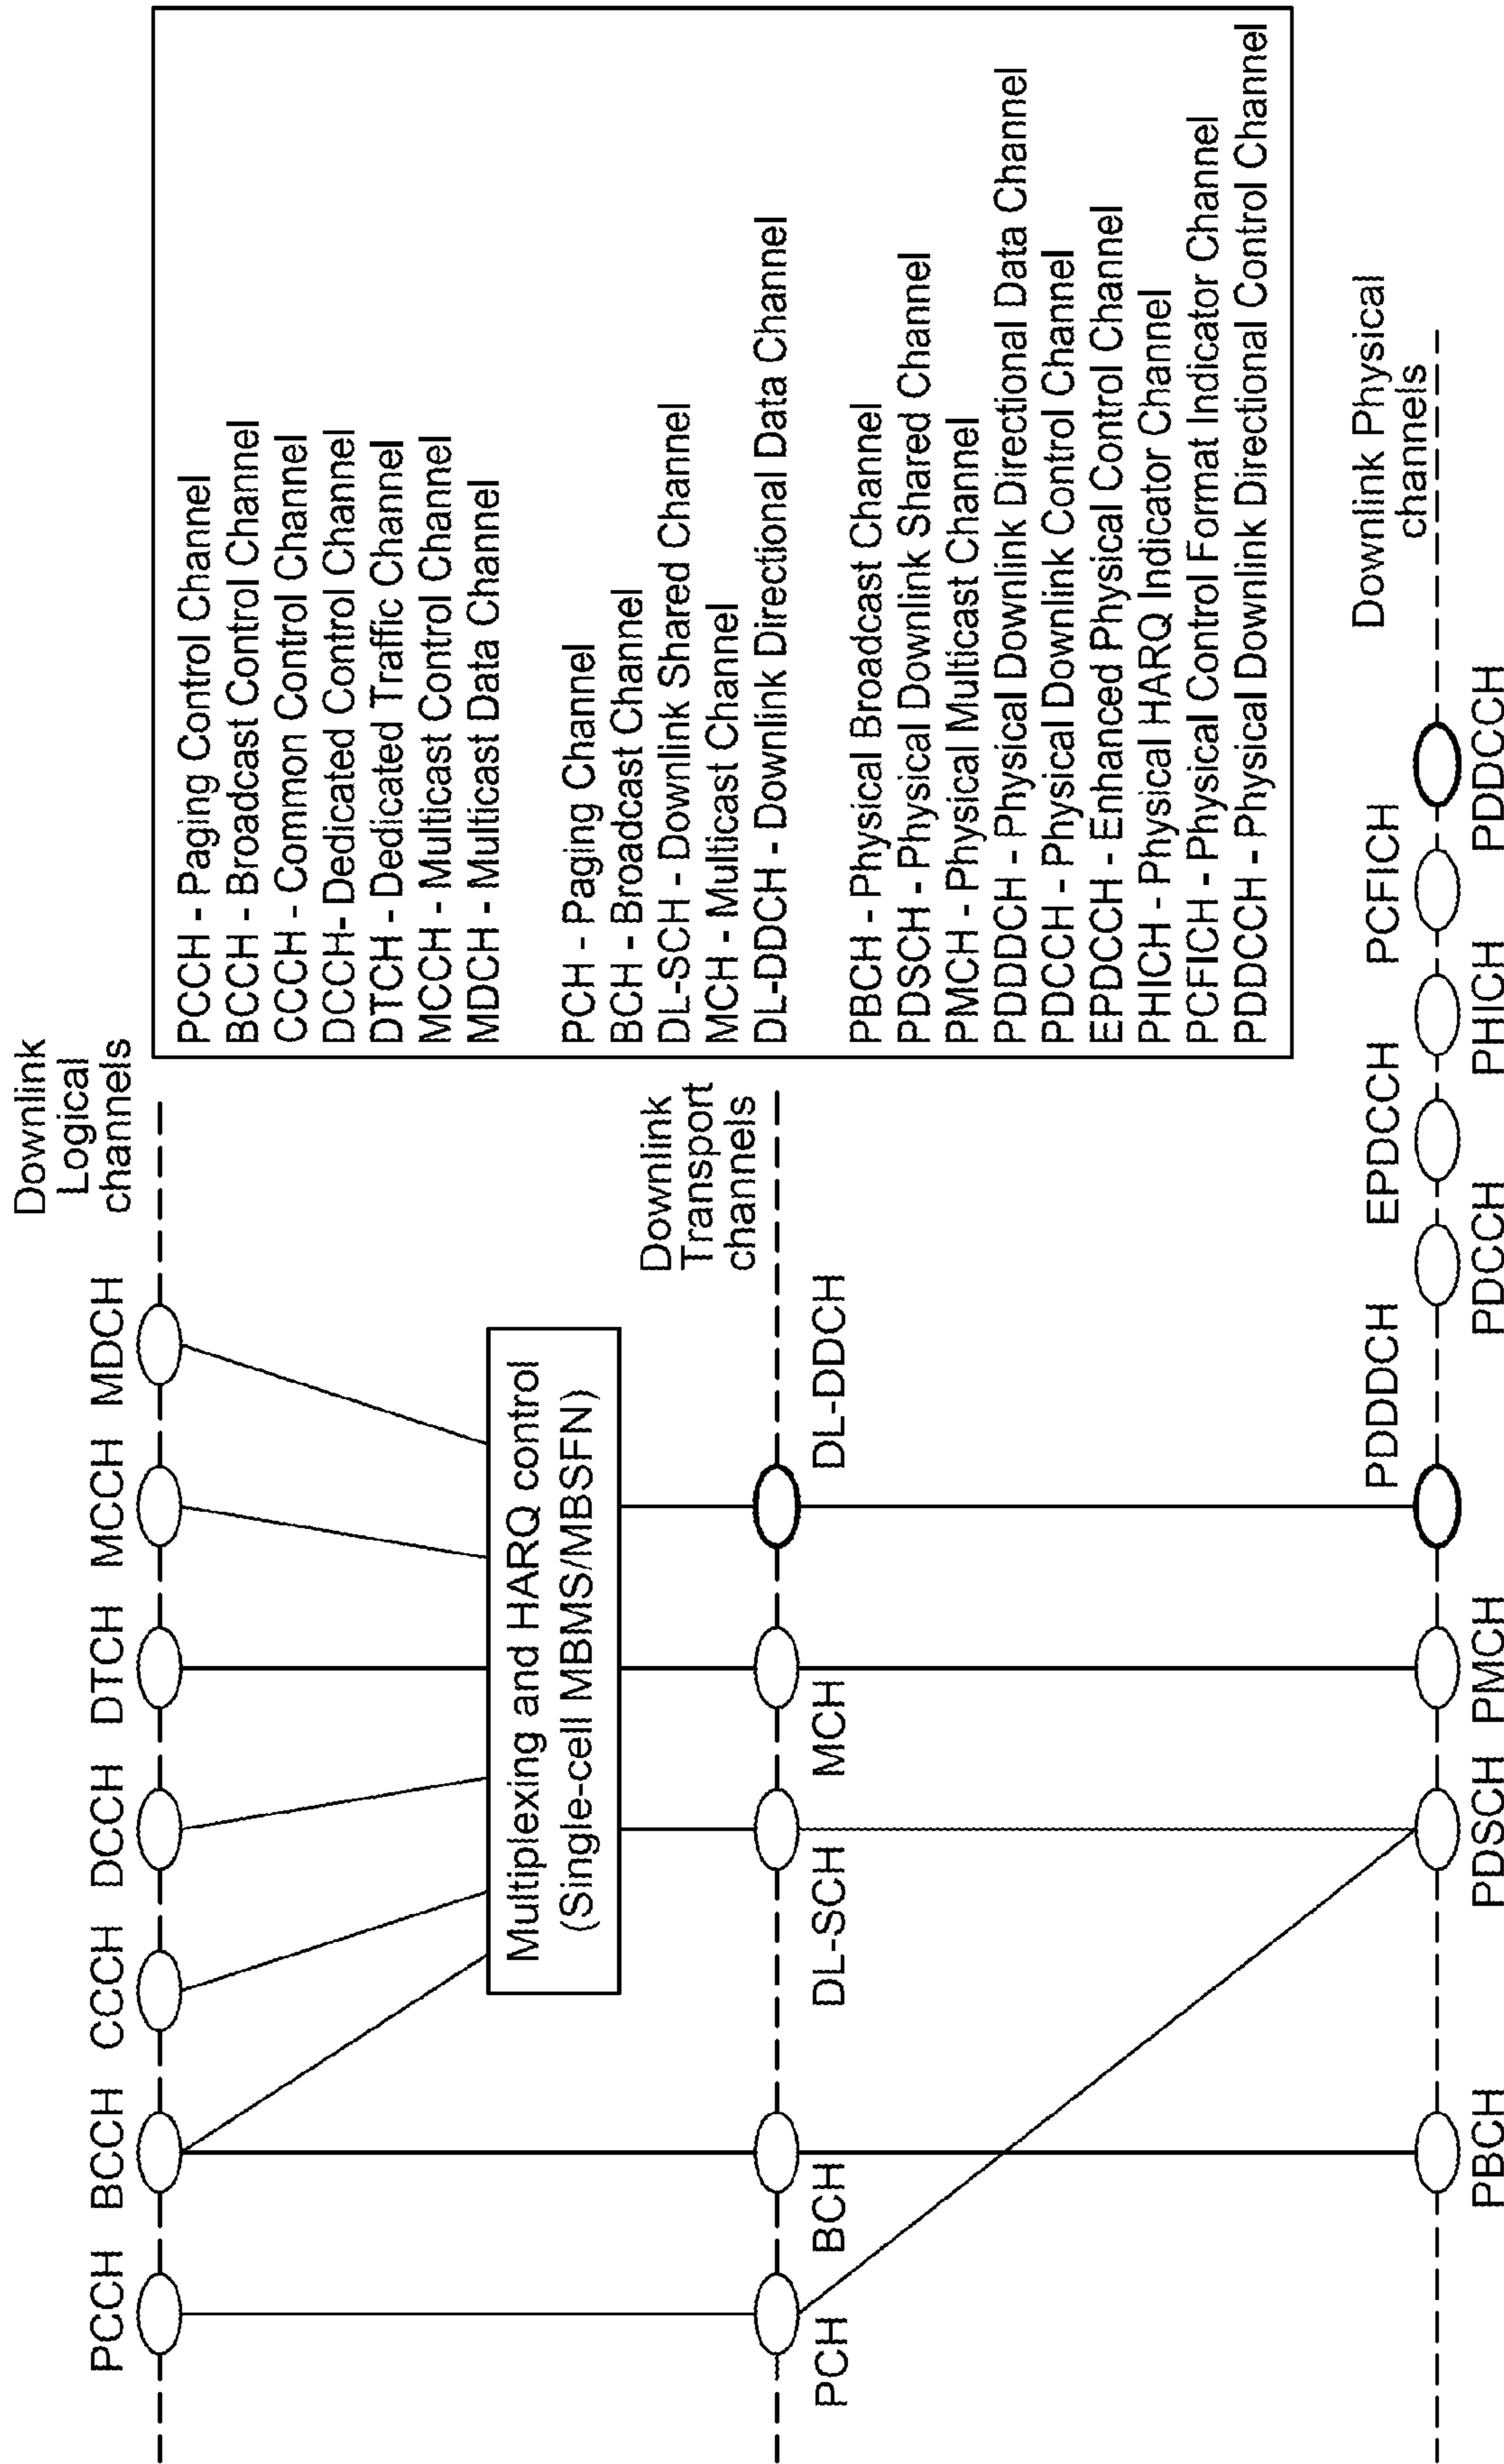 Downlink
Logical
channels
PCCH
BCCH
CCCH
DCCH
DTCH
MCCH
MDCH
Multiplexing and HARQ control
(Single-cell MBMS/MBSFN)
Downlink
Transport
channels
PCH
BCH
DL-SCH
MCH
DL-DDCH
Downlink Physical
channels
PBCH
PDSCH
PMCH
PDDDCH
PDCCH
EPDCCH
PHICH
PCFICH
PDDCCH
PCCH - Paging Control Channel
BCCH - Broadcast Control Channel
CCCH - Common Control Channel
DCCH- Dedicated Control Channel
DTCH - Dedicated Traffic Channel
MCCH - Multicast Control Channel
MDCH - Multicast Data Channel
PCH - Paging Channel
BCH - Broadcast Channel
DL-SCH - Downlink Shared Channel
MCH - Multicast Channel
DL-DDCH - Downlink Directional Data Channel
PBCH - Physical Broadcast Channel
PDSCH - Physical Downlink Shared Channel
PMCH - Physical Multicast Channel
PDDDCH - Physical Downlink Directional Data Channel
PDCCH - Physical Downlink Control Channel
EPDCCH - Enhanced Physical Control Channel
PHICH - Physical HARQ Indicator Channel
PCFICH - Physical Control Format Indicator Channel
PDDCCH - Physical Downlink Directional Control Channel